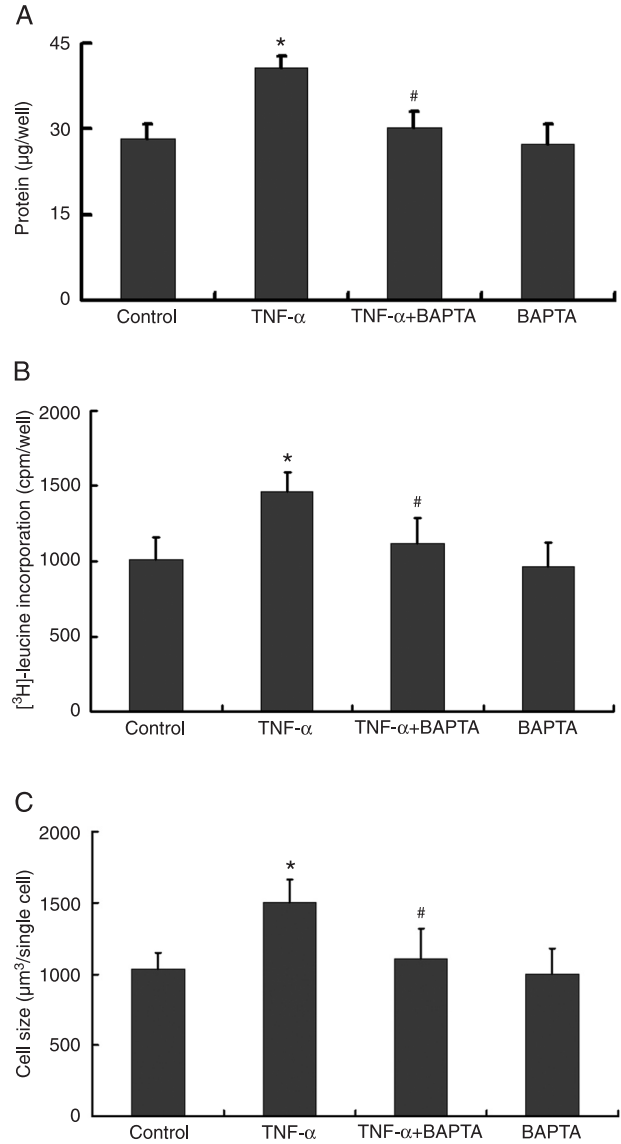 A
Protein (µg/well)
45
30
15
0
*
#
Control TNF-α TNF-α+BAPTA BAPTA
B
[³H]-leucine incorporation (cpm/well)
2000
1500
1000
500
0
*
#
Control TNF-α TNF-α+BAPTA BAPTA
C
Cell size (µm³/single cell)
2000
1500
1000
500
0
*
#
Control TNF-α TNF-α+BAPTA BAPTA